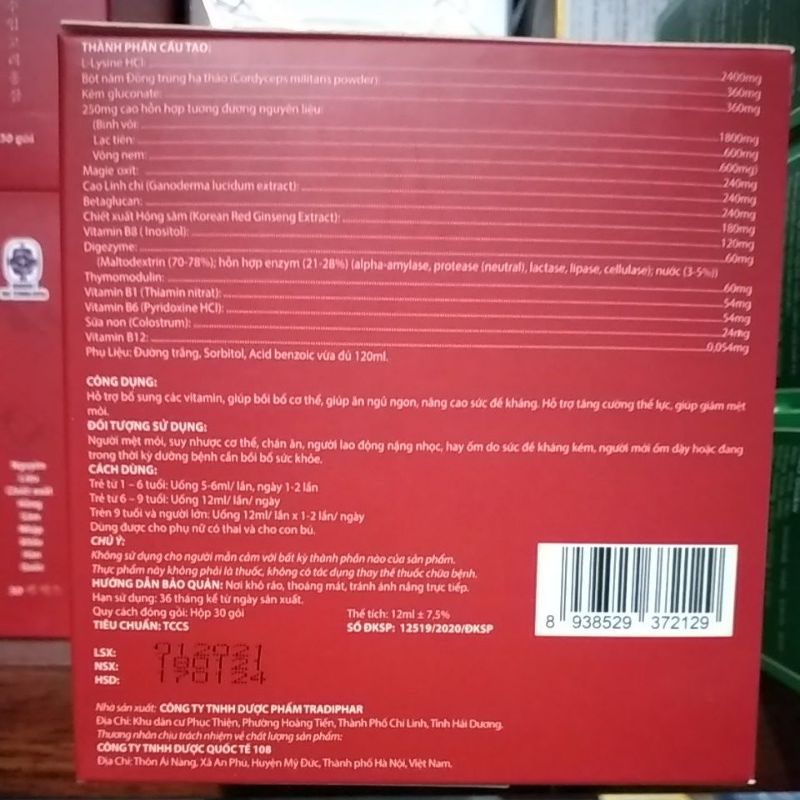 THÀNH PHẦN CẤU TẠO:
L-Lysine HCl: 2400mg
Bột nấm Đông trùng hạ thảo (Cordyceps militaris powder) 360mg
Kẽm gluconate: 360mg
250mg cao hỗn hợp tương đương nguyên liệu:
(Bình vôi: 1800mg
Lạc tiên: 600mg
Vông nem: 600mg)
Magie oxit: 240mg
Cao Linh chi (Ganoderma lucidum extract): 240mg
Betaglucan: 240mg
Chiết xuất Hồng sâm (Korean Red Ginseng Extract): 180mg
Vitamin B8 ( Inositol): 120mg
Digezyme: 60mg
(Maltodextrin (70-78%); hỗn hợp enzym (21-28%) (alpha-amylase, protease (neutral), lactase, lipase, cellulase); nước (3-5%))
Thymomodulin: 60mg
Vitamin B1 (Thiamin nitrat): 54mg
Vitamin B6 (Pyridoxine HCl): 54mg
Sữa non (Colostrum): 24mg
Vitamin B12: 0,054mg
Phụ Liệu: Đường trắng, Sorbitol, Acid benzoic vừa đủ 120ml.
CÔNG DỤNG:
Hỗ trợ bổ sung các vitamin, giúp bồi bổ cơ thể, giúp ăn ngủ ngon, nâng cao sức đề kháng. Hỗ trợ tăng cường thể lực, giúp giảm mệt
mỏi.
ĐỐI TƯỢNG SỬ DỤNG:
Người mệt mỏi, suy nhược cơ thể, chán ăn, người lao động nặng nhọc, hay ốm do sức đề kháng kém, người mới ốm dậy hoặc đang
trong thời kỳ dưỡng bệnh cần bồi bổ sức khỏe.
CÁCH DÙNG:
Trẻ từ 1 – 6 tuổi: Uống 5-6ml/ lần, ngày 1-2 lần
Trẻ từ 6 – 9 tuổi: Uống 12ml/ lần/ ngày
Trên 9 tuổi và người lớn: Uống 12ml/ lần x 1-2 lần/ ngày
Dùng được cho phụ nữ có thai và cho con bú.
CHÚ Ý:
Không sử dụng cho người mẫn cảm với bất kỳ thành phần nào của sản phẩm.
Thực phẩm này không phải là thuốc, không có tác dụng thay thế thuốc chữa bệnh.
HƯỚNG DẪN BẢO QUẢN: Nơi khô ráo, thoáng mát, tránh ánh nắng trực tiếp.
Hạn sử dụng: 36 tháng kể từ ngày sản xuất.
Quy cách đóng gói: Hộp 30 gói Thể tích: 12ml ± 7,5%
TIÊU CHUẨN: TCCS SỐ ĐKSP: 12519/2020/ĐKSP
8 938529 372129
LSX: 012021
NSX: 180121
HSD: 170124
Nhà sản xuất: CÔNG TY TNHH DƯỢC PHẨM TRADIPHAR
Địa Chỉ: Khu dân cư Phục Thiện, Phường Hoàng Tiến, Thành Phố Chí Linh, Tỉnh Hải Dương.
Thương nhân chịu trách nhiệm về chất lượng sản phẩm:
CÔNG TY TNHH DƯỢC QUỐC TẾ 108
Địa Chỉ: Thôn Ái Nàng, Xã An Phú, Huyện Mỹ Đức, Thành phố Hà Nội, Việt Nam.
30 gói